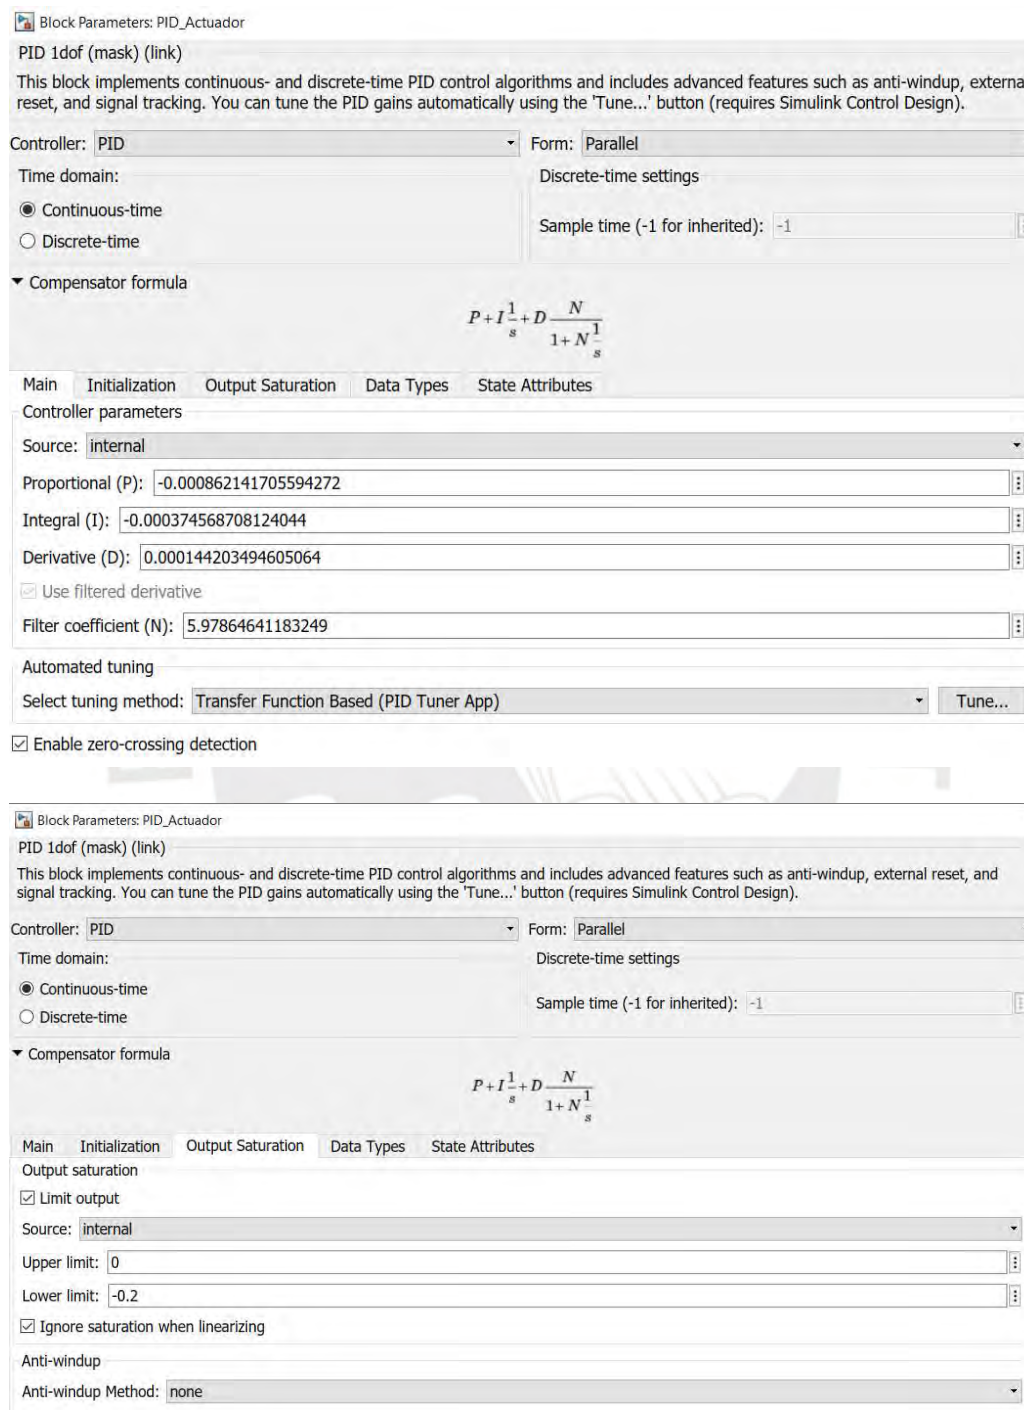 Block Parameters: PID_Actuador
PID 1dof (mask) (link)
This block implements continuous- and discrete-time PID control algorithms and includes advanced features such as anti-windup, externa
reset, and signal tracking. You can tune the PID gains automatically using the 'Tune...' button (requires Simulink Control Design).
Controller: PID Form: Parallel
Time domain: Discrete-time settings
Continuous-time
Sample time (-1 for inherited): -1
Discrete-time
Compensator formula
P+I\frac{1}{s}+D\frac{N}{1+N\frac{1}{s}}
Main Initialization Output Saturation Data Types State Attributes
Controller parameters
Source: internal
Proportional (P): -0.000862141705594272
Integral (I): -0.000374568708124044
Derivative (D): 0.000144203494605064
Use filtered derivative
Filter coefficient (N): 5.97864641183249
Automated tuning
Select tuning method: Transfer Function Based (PID Tuner App) Tune...
Enable zero-crossing detection
Block Parameters: PID_Actuador
PID 1dof (mask) (link)
This block implements continuous- and discrete-time PID control algorithms and includes advanced features such as anti-windup, external reset, and
signal tracking. You can tune the PID gains automatically using the 'Tune...' button (requires Simulink Control Design).
Controller: PID Form: Parallel
Time domain: Discrete-time settings
Continuous-time
Sample time (-1 for inherited): -1
Discrete-time
Compensator formula
P+I\frac{1}{s}+D\frac{N}{1+N\frac{1}{s}}
Main Initialization Output Saturation Data Types State Attributes
Output saturation
Limit output
Source: internal
Upper limit: 0
Lower limit: -0.2
Ignore saturation when linearizing
Anti-windup
Anti-windup Method: none